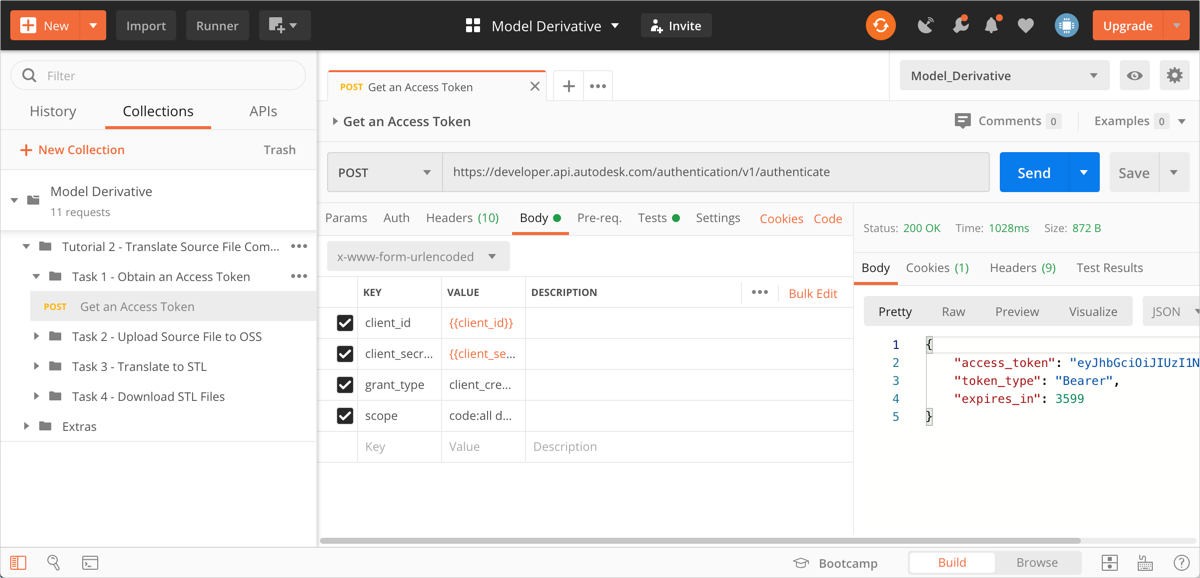 New Import Runner Model Derivative Invite Upgrade
Filter
History Collections APIs
New Collection Trash
Model Derivative
11 requests
Tutorial 2 - Translate Source File Com...
Task 1 - Obtain an Access Token
POST Get an Access Token
Task 2 - Upload Source File to OSS
Task 3 - Translate to STL
Task 4 - Download STL Files
Extras
POST Get an Access Token
Model_Derivative
Get an Access Token
Comments 0 Examples 0
POST https://developer.api.autodesk.com/authentication/v1/authenticate Send Save
Params Auth Headers (10) Body Pre-req. Tests Settings Cookies Code
x-www-form-urlencoded
KEY VALUE DESCRIPTION Bulk Edit
client_id {{client_id}}
client_secr... {{client_se...
grant_type client_cre...
scope code:all d...
Key Value Description
Status: 200 OK Time: 1028ms Size: 872 B
Body Cookies (1) Headers (9) Test Results
Pretty Raw Preview Visualize JSON
1 {
2 "access_token": "eyJhbGciOiJIUzI1N
3 "token_type": "Bearer",
4 "expires_in": 3599
5 }
Bootcamp Build Browse